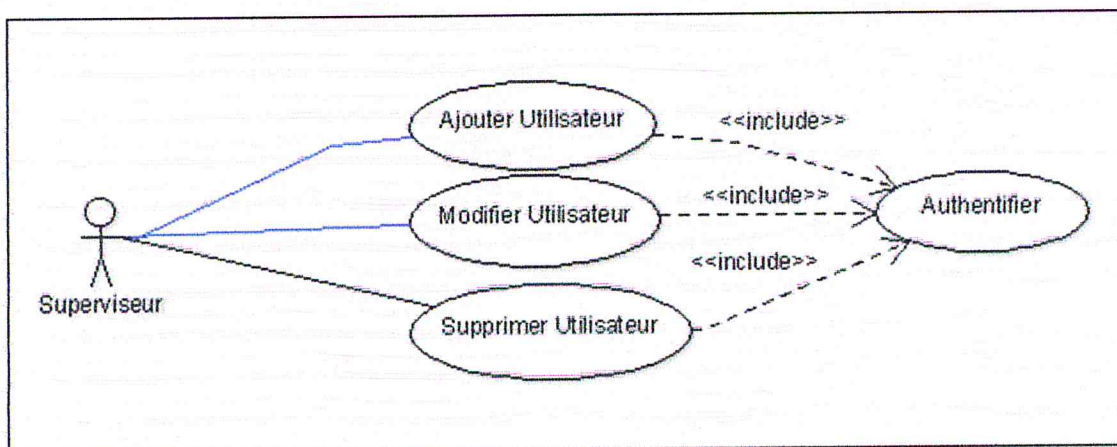 Ajouter Utilisateur
<<include>>
Modifier Utilisateur
<<include>>
Authentifier
<<include>>
Superviseur
Supprimer Utilisateur